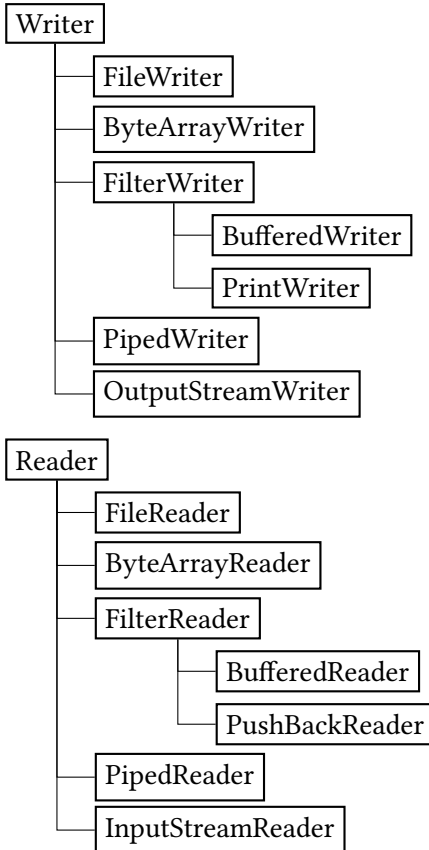 Writer
FileWriter
ByteArrayWriter
FilterWriter
BufferedWriter
PrintWriter
PipedWriter
OutputStreamWriter
Reader
FileReader
ByteArrayReader
FilterReader
BufferedReader
PushBackReader
PipedReader
InputStreamReader